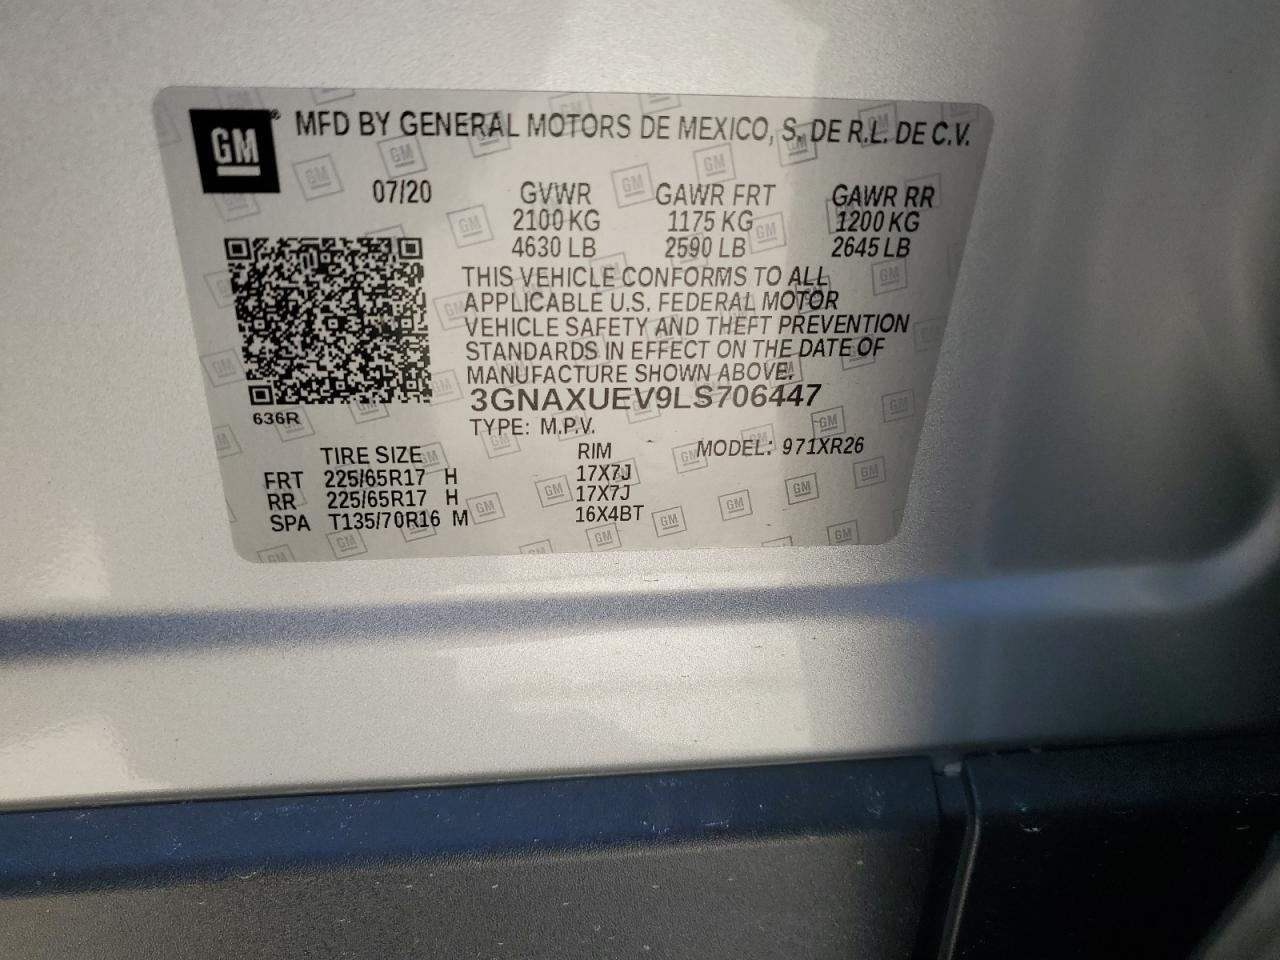 GM ® MFD BY GENERAL MOTORS DE MEXICO, S. DE R.L. DE C.V.
07/20 GVWR GAWR FRT GAWR RR
2100 KG 1175 KG 1200 KG
4630 LB 2590 LB 2645 LB
THIS VEHICLE CONFORMS TO ALL
APPLICABLE U.S. FEDERAL MOTOR
VEHICLE SAFETY AND THEFT PREVENTION
STANDARDS IN EFFECT ON THE DATE OF
MANUFACTURE SHOWN ABOVE.
3GNAXUEV9LS706447
636R
TYPE: M.P.V.
TIRE SIZE RIM MODEL: 971XR26
FRT 225/65R17 H 17X7J
RR 225/65R17 H 17X7J
SPA T135/70R16 M 16X4BT